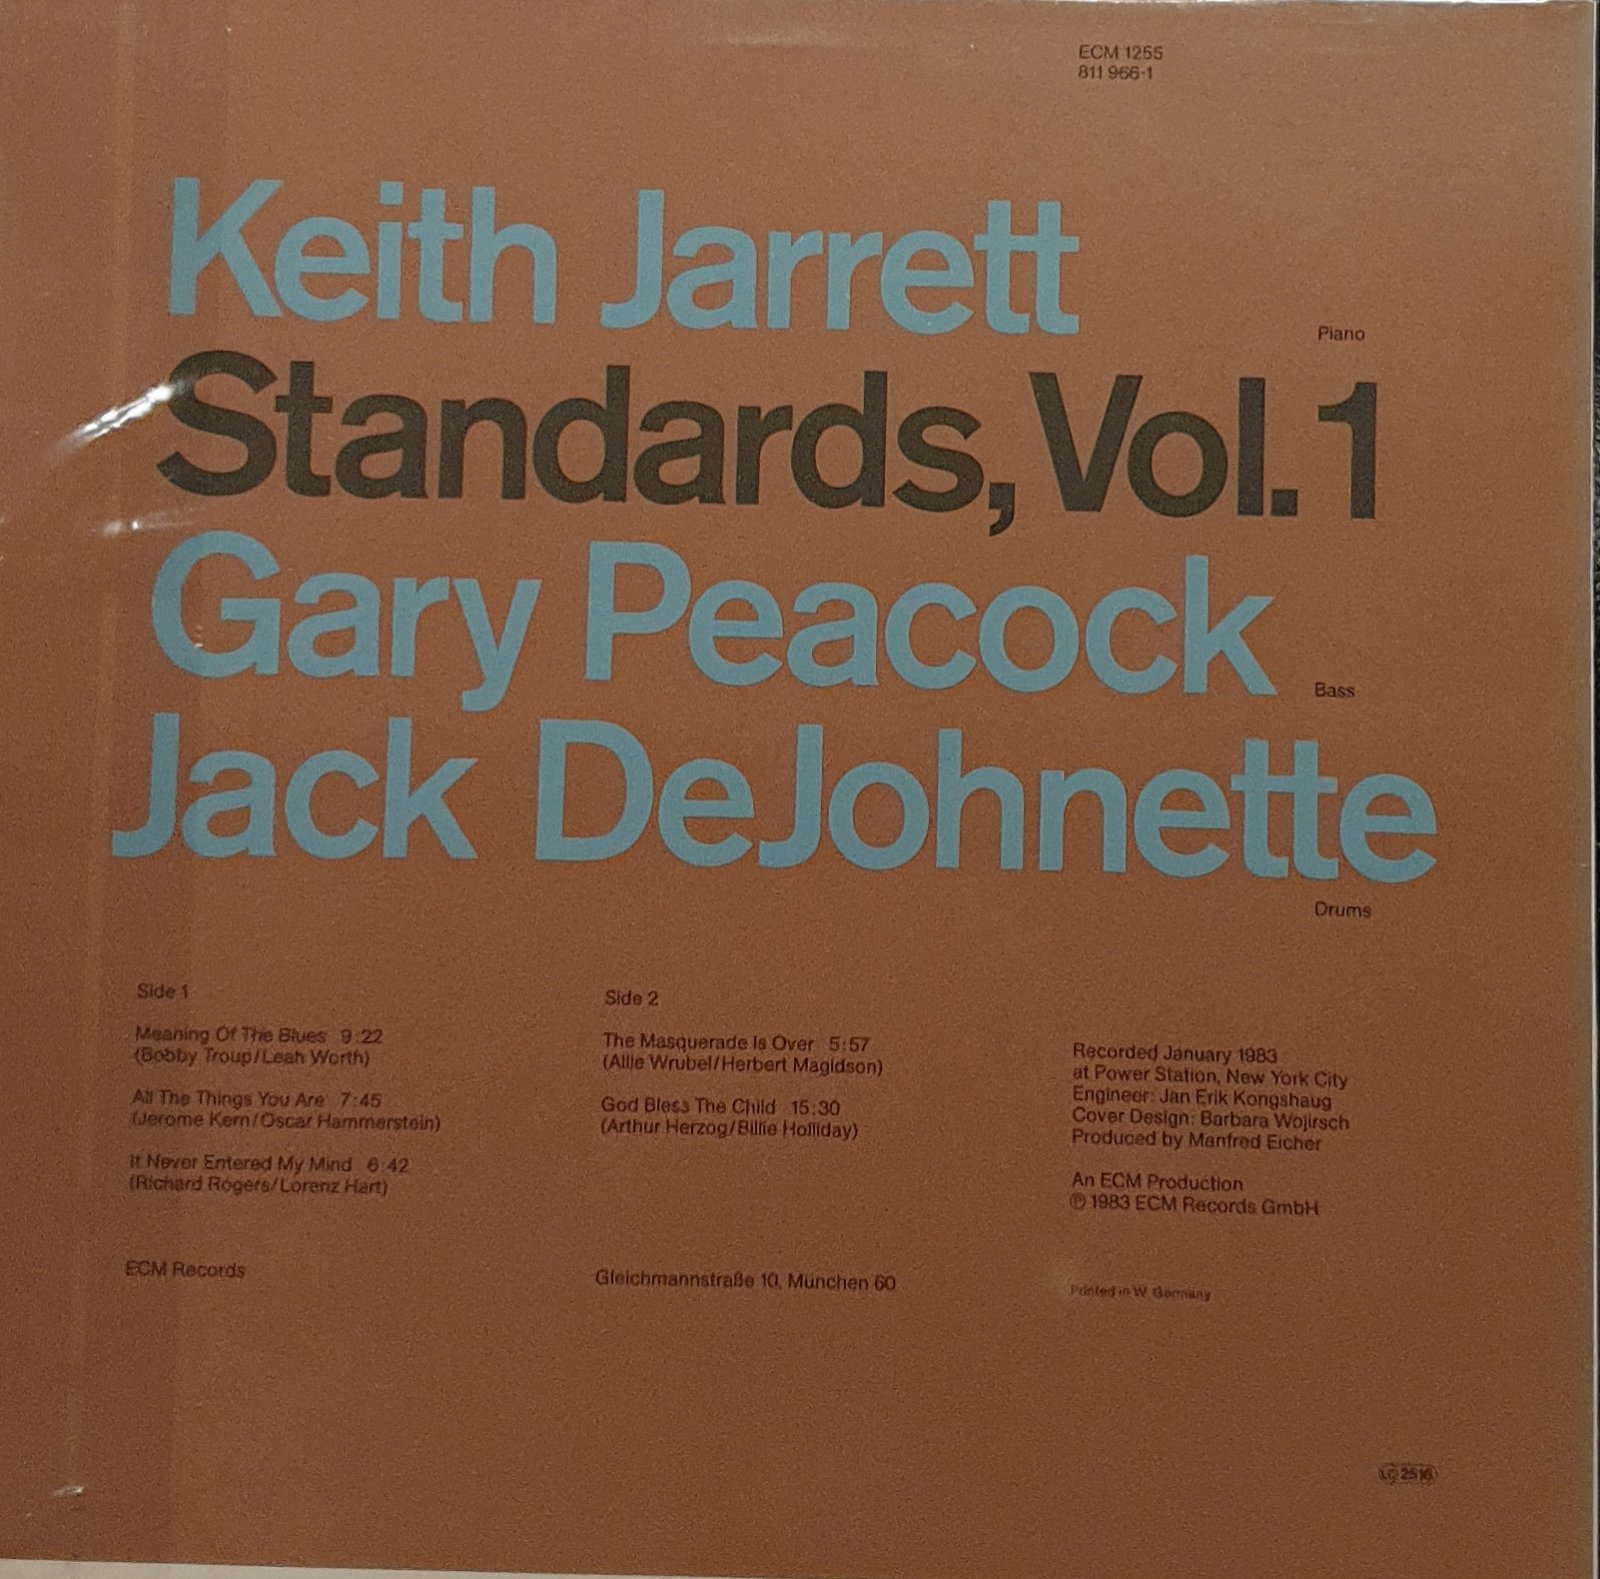 ECM 1255
811 966-1
Keith Jarrett
Piano
Standards, Vol. 1
Gary Peacock
Bass
Jack DeJohnette
Drums
Side 1
Meaning Of The Blues 9:22
(Bobby Troup/Leah Worth)
All The Things You Are 7:45
(Jerome Kern/Oscar Hammerstein)
It Never Entered My Mind 6:42
(Richard Rogers/Lorenz Hart)
Side 2
The Masquerade Is Over 5:57
(Allie Wrubel/Herbert Magidson)
God Bless The Child 15:30
(Arthur Herzog/Billie Holliday)
Recorded January 1983
at Power Station, New York City
Engineer: Jan Erik Kongshaug
Cover Design: Barbara Wojirsch
Produced by Manfred Eicher
An ECM Production
℗ 1983 ECM Records GmbH
ECM Records
Gleichmannstraße 10, München 60
Printed in W. Germany
LC 2516